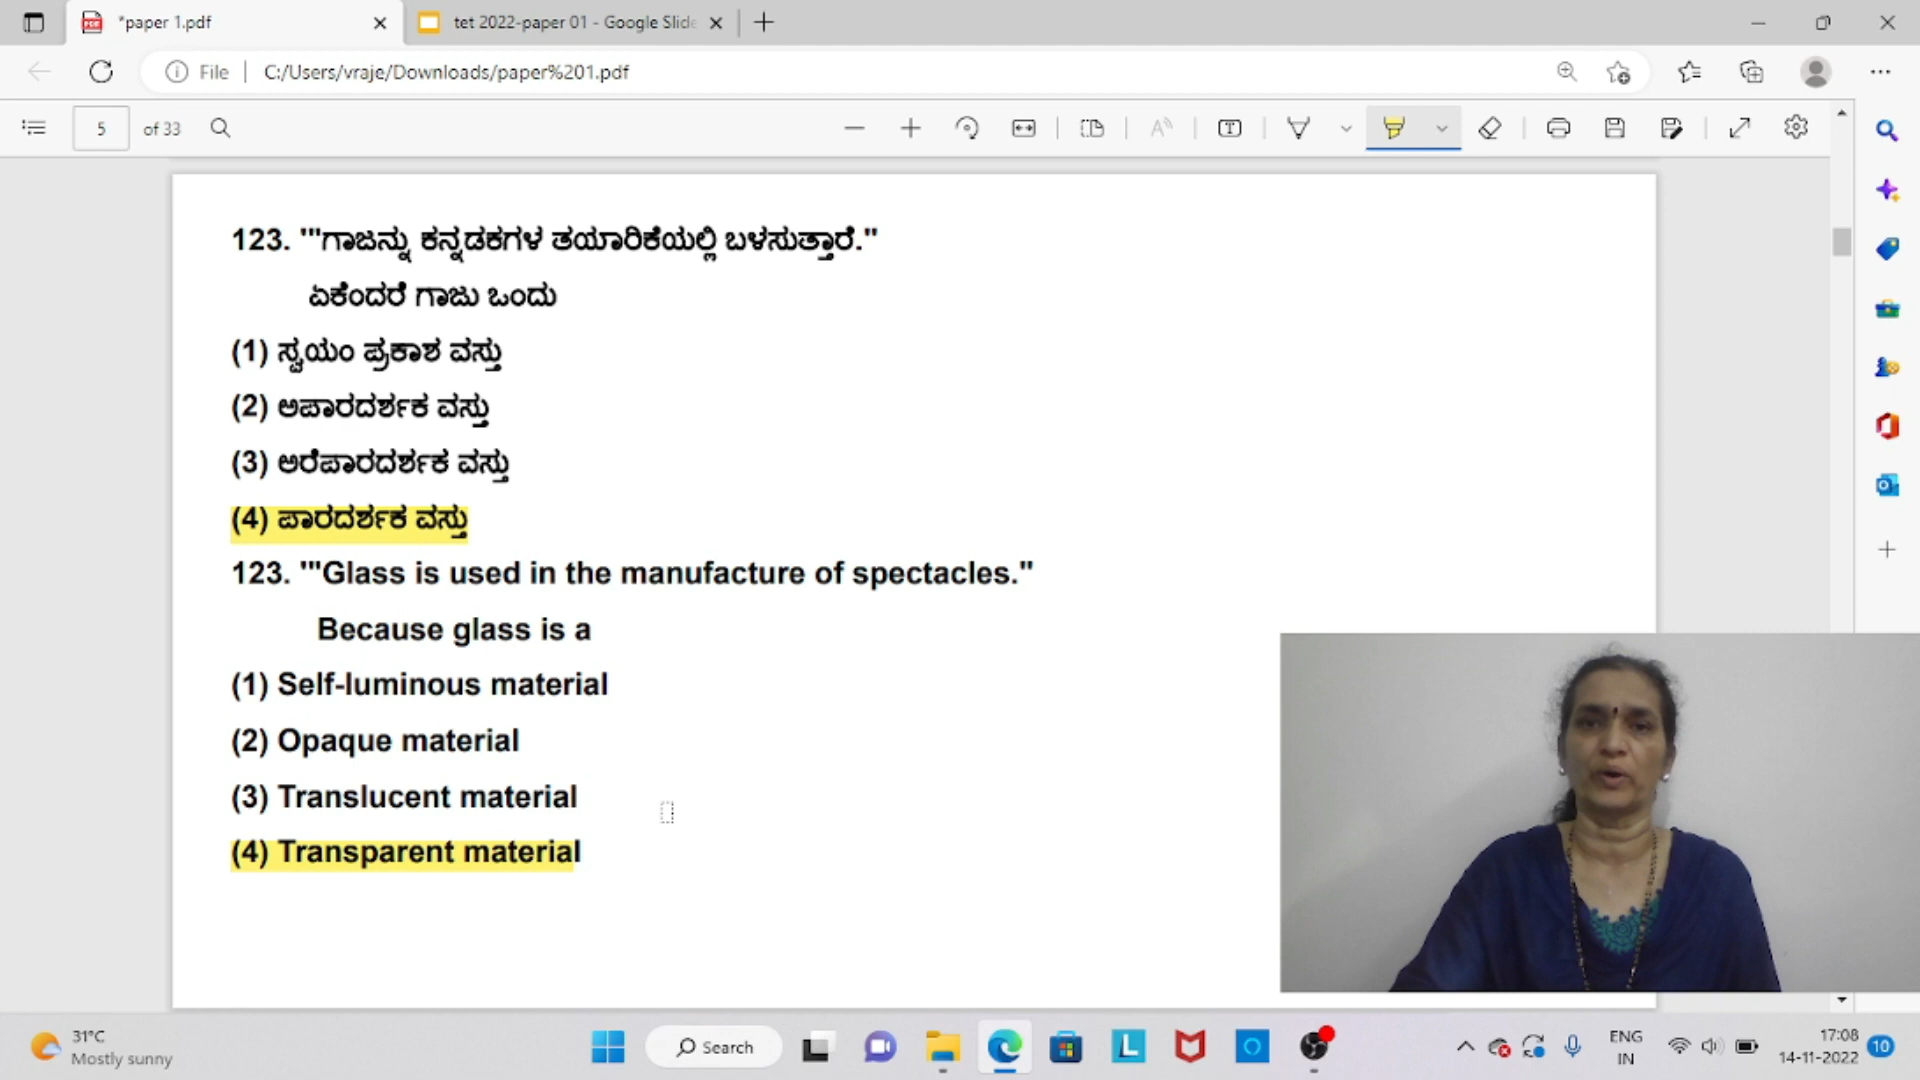 *paper 1.pdf
tet 2022-paper 01 - Google Slide
File
C:/Users/vraje/Downloads/paper%201.pdf
5 of 33
123. '"ಗಾಜನ್ನು ಕನ್ನಡಕಗಳ ತಯಾರಿಕೆಯಲ್ಲಿ ಬಳಸುತ್ತಾರೆ."
ಏಕೆಂದರೆ ಗಾಜು ಒಂದು
(1) ಸ್ವಯಂ ಪ್ರಕಾಶ ವಸ್ತು
(2) ಅಪಾರದರ್ಶಕ ವಸ್ತು
(3) ಅರೆಪಾರದರ್ಶಕ ವಸ್ತು
(4) ಪಾರದರ್ಶಕ ವಸ್ತು
123. '"Glass is used in the manufacture of spectacles."
Because glass is a
(1) Self-luminous material
(2) Opaque material
(3) Translucent material
(4) Transparent material
31°C
Mostly sunny
Search
ENG
IN
17:08
14-11-2022
10